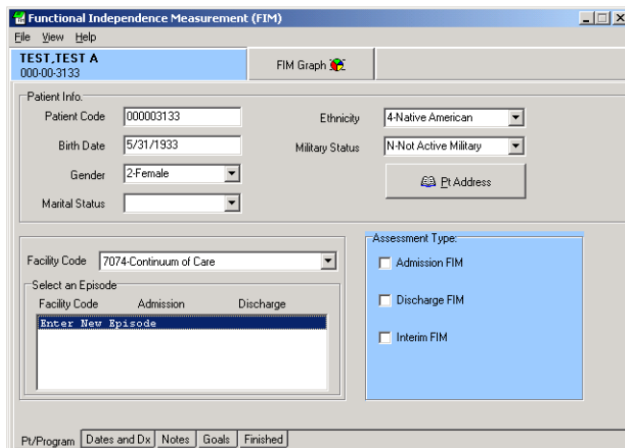 Functional Independence Measurement (FIM)
File View Help
TEST,TEST A
000-00-3133
FIM Graph
Patient Info.
Patient Code 000003133
Ethnicity 4-Native American
Birth Date 5/31/1933
Military Status N-Not Active Military
Gender 2-Female
Pt Address
Marital Status
Facility Code 7074-Continuum of Care
Select an Episode
Facility Code Admission Discharge
Enter New Episode
Assessment Type:
Admission FIM
Discharge FIM
Interim FIM
Pt/Program Dates and Dx Notes Goals Finished